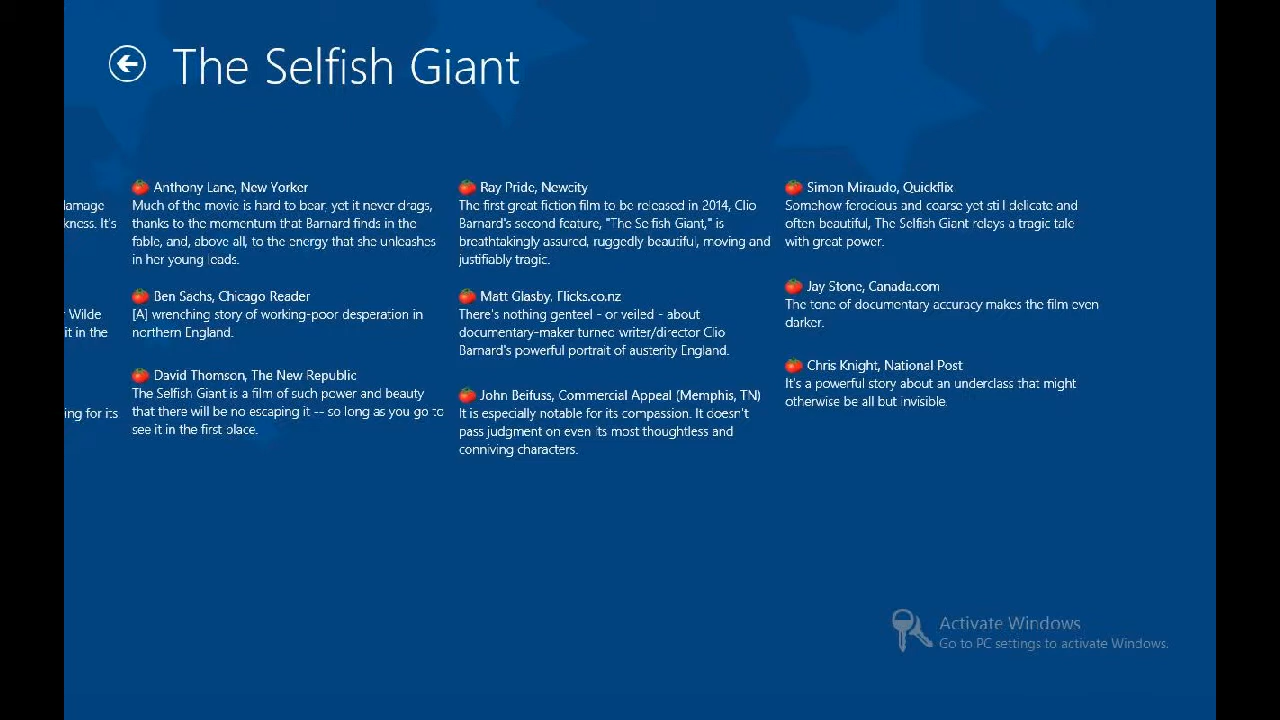 The Selfish Giant
damage
kness. It's
Wilde
it in the
ing for its
Anthony Lane, New Yorker
Much of the movie is hard to bear, yet it never drags,
thanks to the momentum that Barnard finds in the
fable, and, above all, to the energy that she unleashes
in her young leads.
Ben Sachs, Chicago Reader
[A] wrenching story of working-poor desperation in
northern England.
David Thomson, The New Republic
The Selfish Giant is a film of such power and beauty
that there will be no escaping it -- so long as you go to
see it in the first place.
Ray Pride, Newcity
The first great fiction film to be released in 2014, Clio
Barnard's second feature, "The Selfish Giant," is
breathtakingly assured, ruggedly beautiful, moving and
justifiably tragic.
Matt Glasby, Flicks.co.nz
There's nothing genteel - or veiled - about
documentary-maker turned writer/director Clio
Barnard's powerful portrait of austerity England.
John Beifuss, Commercial Appeal (Memphis, TN)
It is especially notable for its compassion. It doesn't
pass judgment on even its most thoughtless and
conniving characters.
Simon Miraudo, Quickflix
Somehow ferocious and coarse yet still delicate and
often beautiful, The Selfish Giant relays a tragic tale
with great power.
Jay Stone, Canada.com
The tone of documentary accuracy makes the film even
darker.
Chris Knight, National Post
It's a powerful story about an underclass that might
otherwise be all but invisible.
Activate Windows
Go to PC settings to activate Windows.